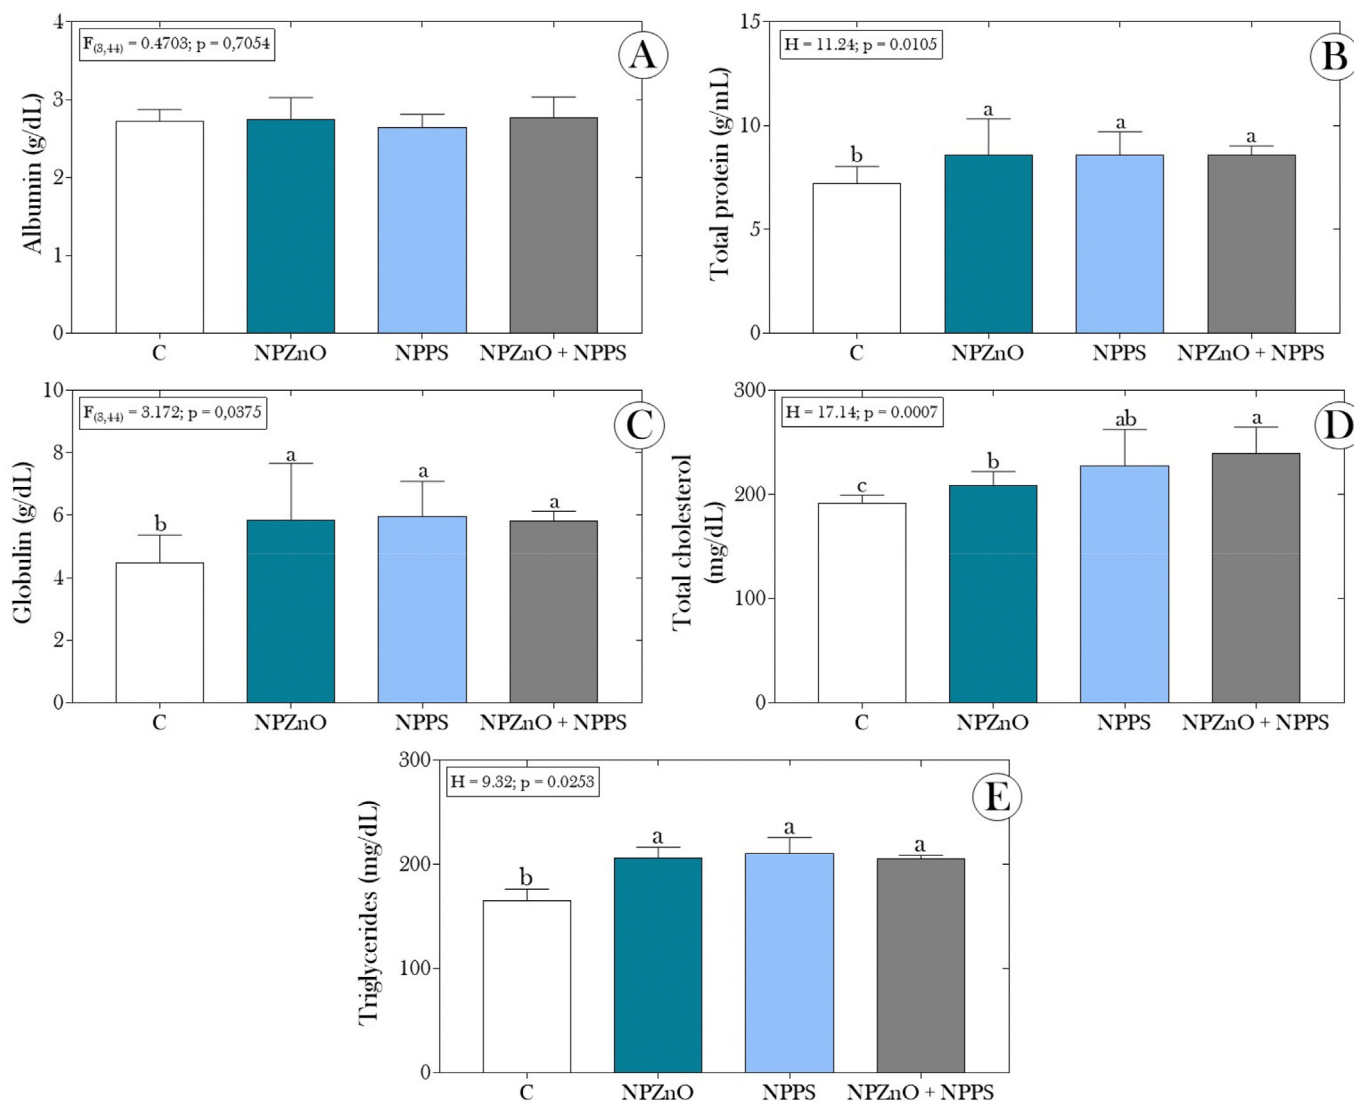 F(3,44) = 0.4703; p = 0,7054
A
Albumin (g/dL)
4
3
2
1
0
C
NPZnO
NPPS
NPZnO + NPPS
H = 11.24; p = 0.0105
B
Total protein (g/mL)
15
10
5
0
b
a
a
a
C
NPZnO
NPPS
NPZnO + NPPS
F(3,44) = 3.172; p = 0,0375
C
Globulin (g/dL)
10
8
6
4
2
0
b
a
a
a
C
NPZnO
NPPS
NPZnO + NPPS
H = 17.14; p = 0.0007
D
Total cholesterol
(mg/dL)
300
200
100
0
c
b
ab
a
C
NPZnO
NPPS
NPZnO + NPPS
H = 9.32; p = 0.0253
E
Triglycerides (mg/dL)
300
200
100
0
b
a
a
a
C
NPZnO
NPPS
NPZnO + NPPS